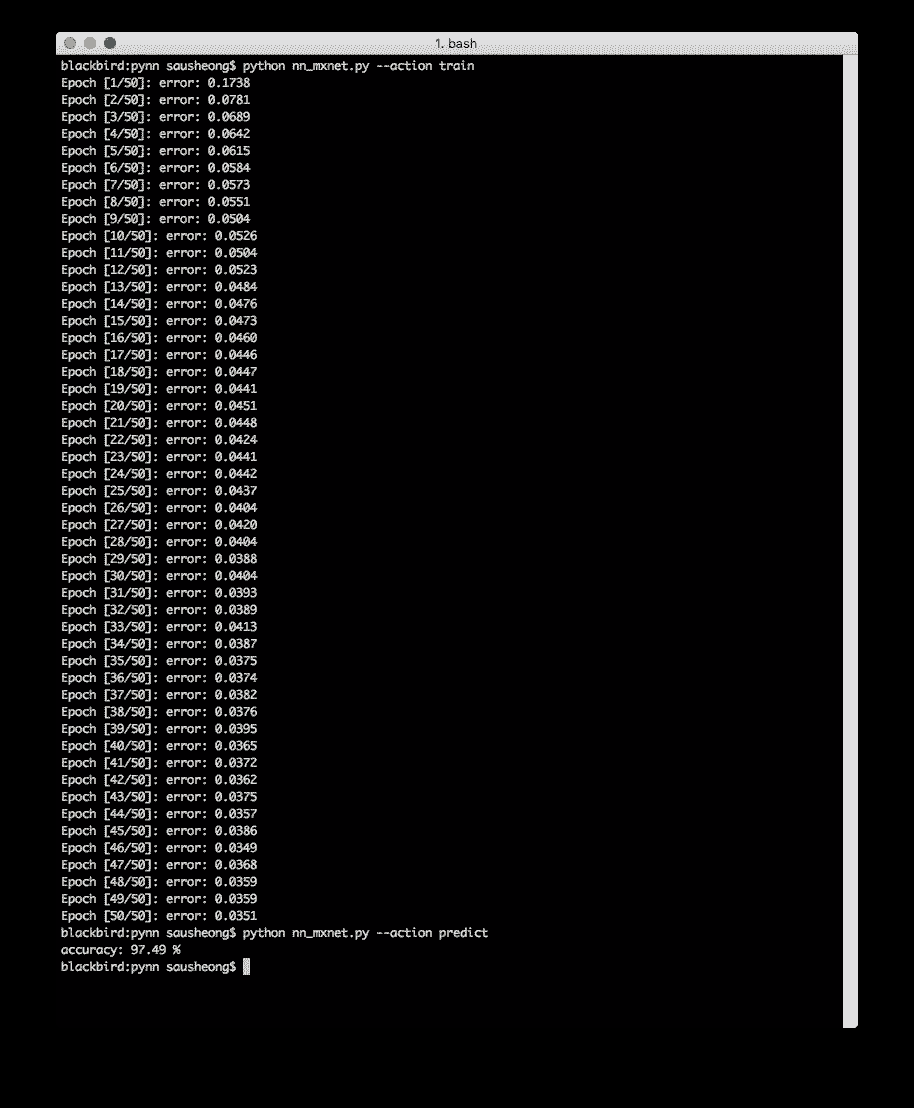 1. bash
blackbird:pynn sausheong$ python nn_mxnet.py --action train
Epoch [1/50]: error: 0.1738
Epoch [2/50]: error: 0.0781
Epoch [3/50]: error: 0.0689
Epoch [4/50]: error: 0.0642
Epoch [5/50]: error: 0.0615
Epoch [6/50]: error: 0.0584
Epoch [7/50]: error: 0.0573
Epoch [8/50]: error: 0.0551
Epoch [9/50]: error: 0.0504
Epoch [10/50]: error: 0.0526
Epoch [11/50]: error: 0.0504
Epoch [12/50]: error: 0.0523
Epoch [13/50]: error: 0.0484
Epoch [14/50]: error: 0.0476
Epoch [15/50]: error: 0.0473
Epoch [16/50]: error: 0.0460
Epoch [17/50]: error: 0.0446
Epoch [18/50]: error: 0.0447
Epoch [19/50]: error: 0.0441
Epoch [20/50]: error: 0.0451
Epoch [21/50]: error: 0.0448
Epoch [22/50]: error: 0.0424
Epoch [23/50]: error: 0.0441
Epoch [24/50]: error: 0.0442
Epoch [25/50]: error: 0.0437
Epoch [26/50]: error: 0.0404
Epoch [27/50]: error: 0.0420
Epoch [28/50]: error: 0.0404
Epoch [29/50]: error: 0.0388
Epoch [30/50]: error: 0.0404
Epoch [31/50]: error: 0.0393
Epoch [32/50]: error: 0.0389
Epoch [33/50]: error: 0.0413
Epoch [34/50]: error: 0.0387
Epoch [35/50]: error: 0.0375
Epoch [36/50]: error: 0.0374
Epoch [37/50]: error: 0.0382
Epoch [38/50]: error: 0.0376
Epoch [39/50]: error: 0.0395
Epoch [40/50]: error: 0.0365
Epoch [41/50]: error: 0.0372
Epoch [42/50]: error: 0.0362
Epoch [43/50]: error: 0.0375
Epoch [44/50]: error: 0.0357
Epoch [45/50]: error: 0.0386
Epoch [46/50]: error: 0.0349
Epoch [47/50]: error: 0.0368
Epoch [48/50]: error: 0.0359
Epoch [49/50]: error: 0.0359
Epoch [50/50]: error: 0.0351
blackbird:pynn sausheong$ python nn_mxnet.py --action predict
accuracy: 97.49 %
blackbird:pynn sausheong$